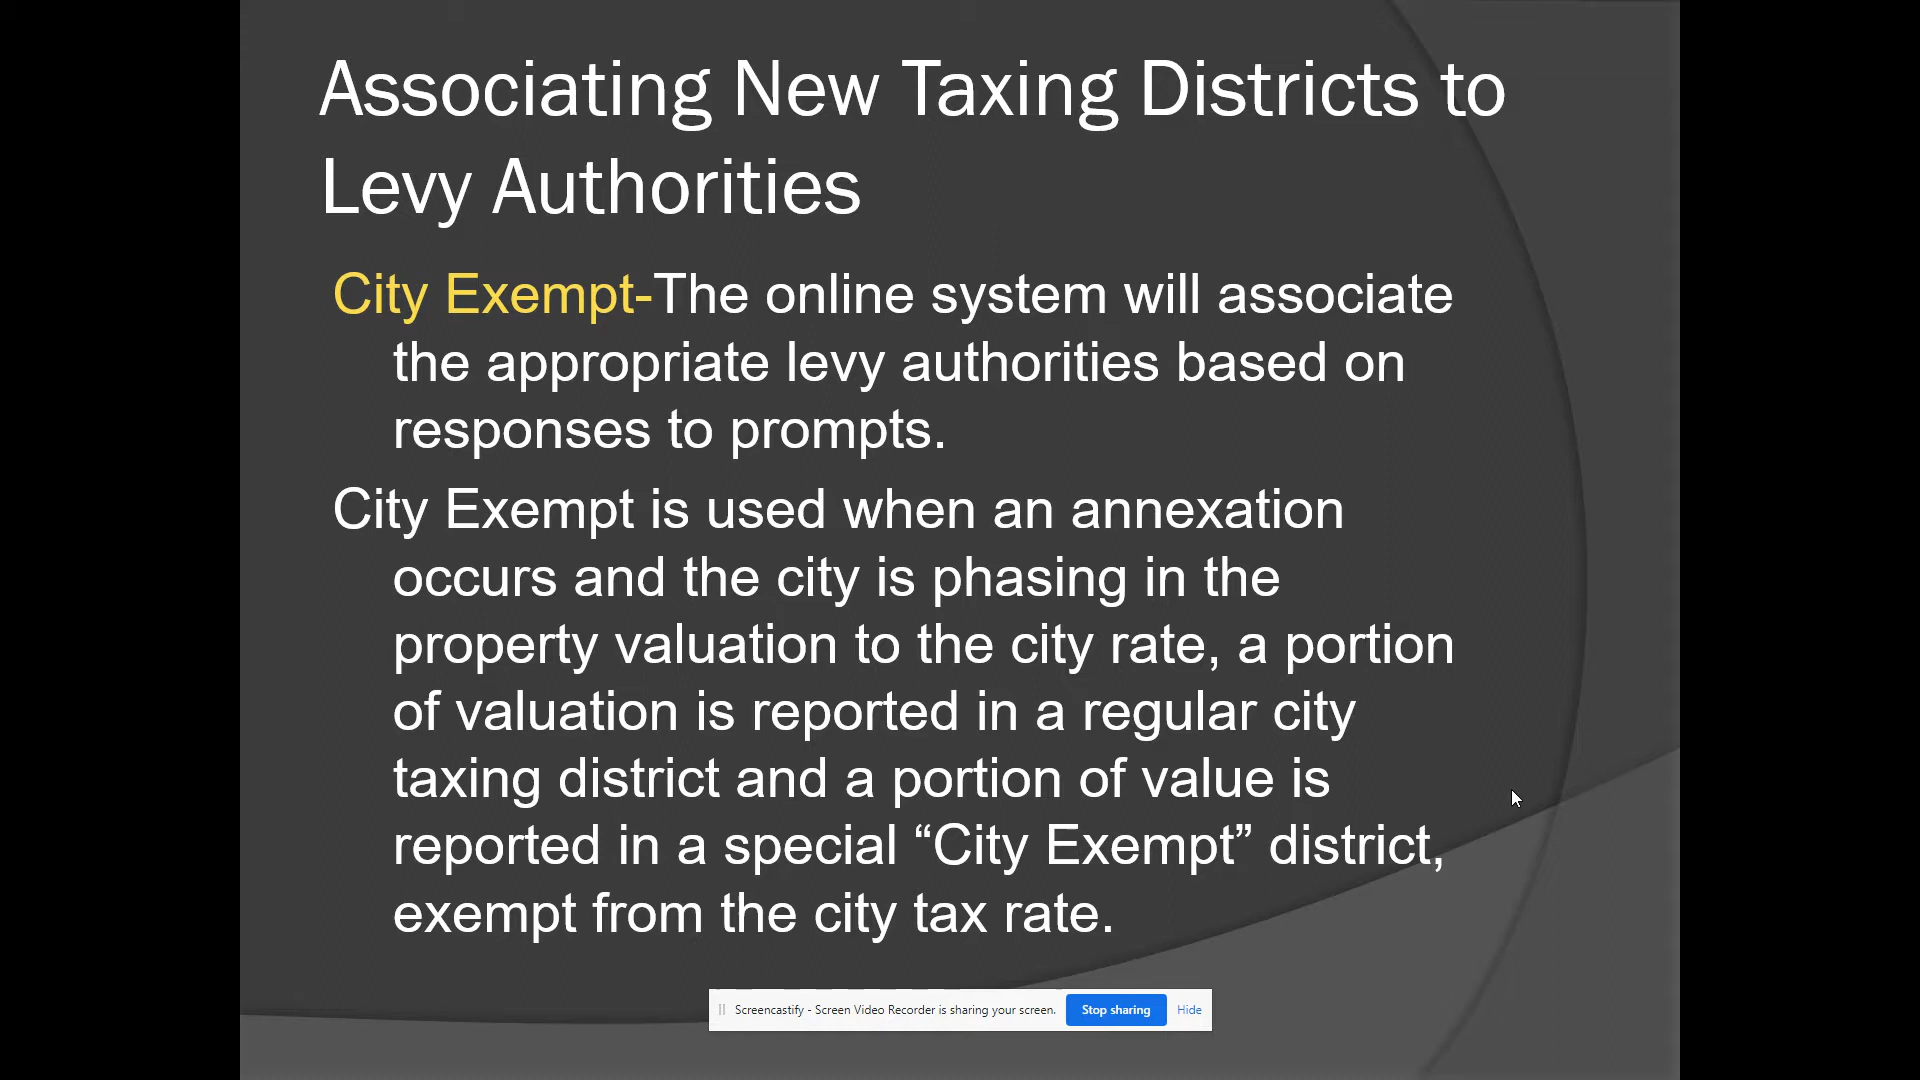 Associating New Taxing Districts to
Levy Authorities
City Exempt-The online system will associate
the appropriate levy authorities based on
responses to prompts.
City Exempt is used when an annexation
occurs and the city is phasing in the
property valuation to the city rate, a portion
of valuation is reported in a regular city
taxing district and a portion of value is
reported in a special “City Exempt” district,
exempt from the city tax rate.
Screencastify - Screen Video Recorder is sharing your screen. Stop sharing Hide